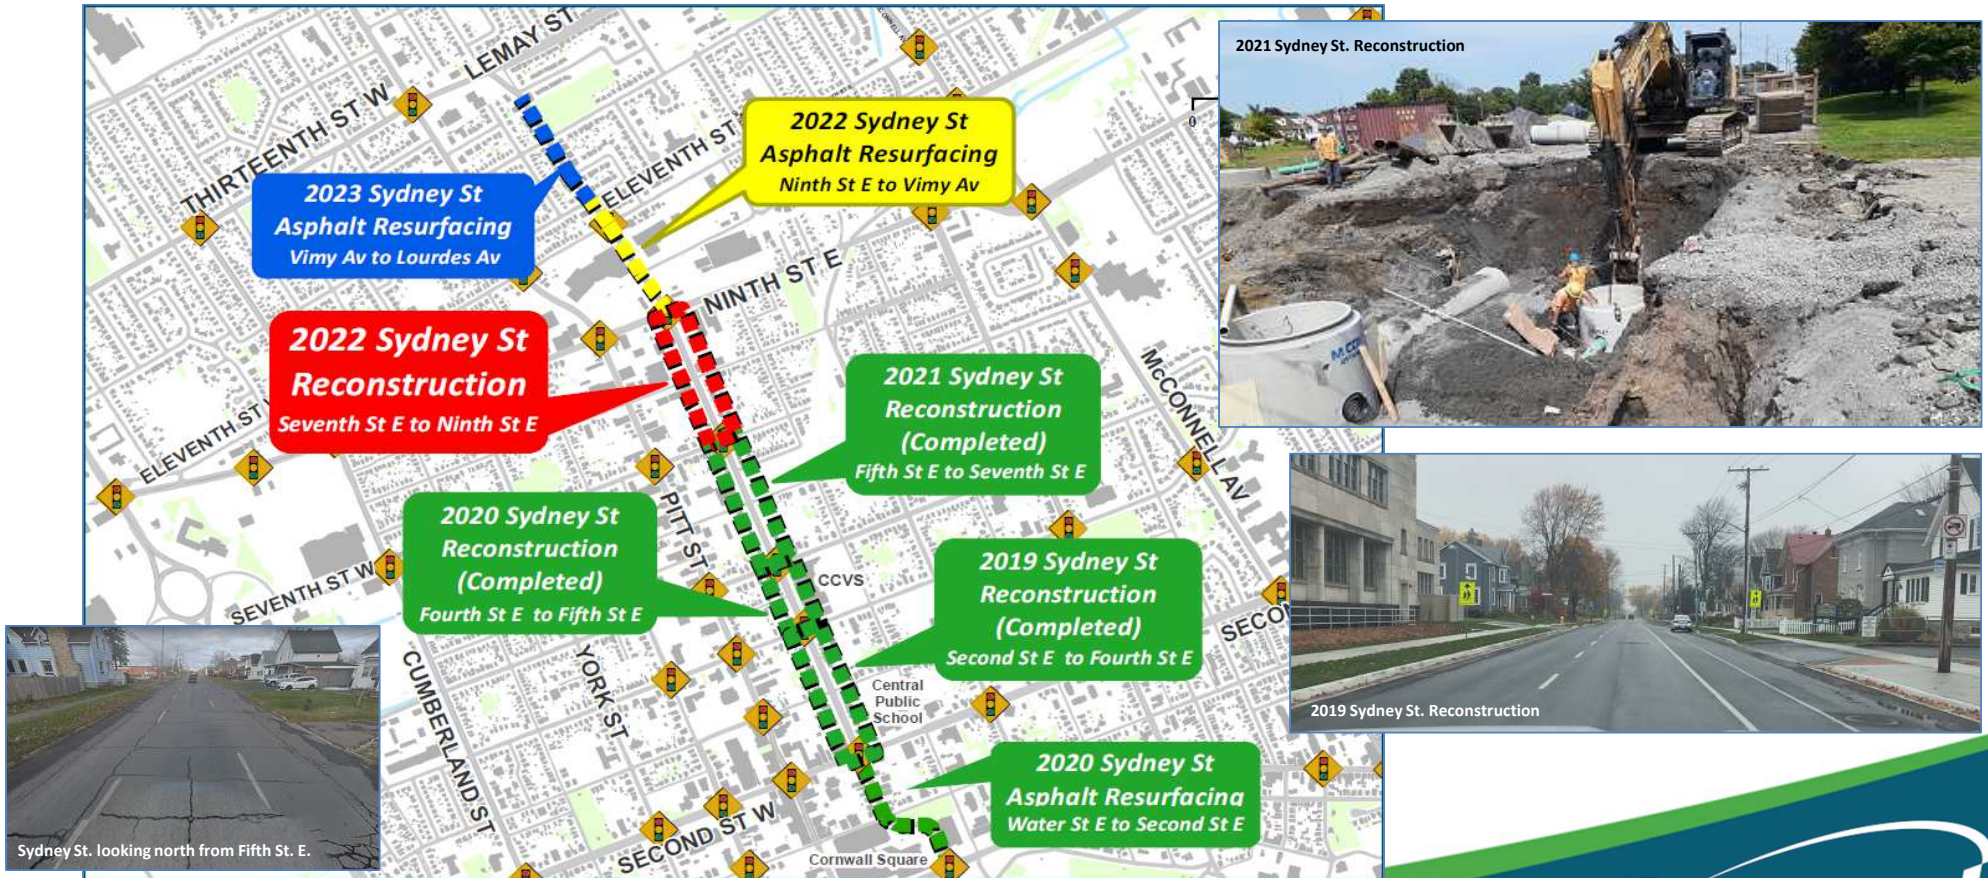 LEMAY ST
THIRTEENTH ST W
2023 Sydney St
Asphalt Resurfacing
Vimy Av to Lourdes Av
ELEVENTH ST
2022 Sydney St
Asphalt Resurfacing
Ninth St E to Vimy Av
NINTH ST E
2022 Sydney St
Reconstruction
Seventh St E to Ninth St E
2021 Sydney St
Reconstruction
(Completed)
Fifth St E to Seventh St E
McCONNELL AV
ELEVENTH ST
PITT ST
2020 Sydney St
Reconstruction
(Completed)
Fourth St E to Fifth St E
SEVENTH ST W
CCVS
2019 Sydney St
Reconstruction
(Completed)
Second St E to Fourth St E
CUMBERLAND ST
YORK ST
Central
Public
School
2020 Sydney St
Asphalt Resurfacing
Water St E to Second St E
SECOND ST W
Cornwall Square
2021 Sydney St. Reconstruction
2019 Sydney St. Reconstruction
Sydney St. looking north from Fifth St. E.